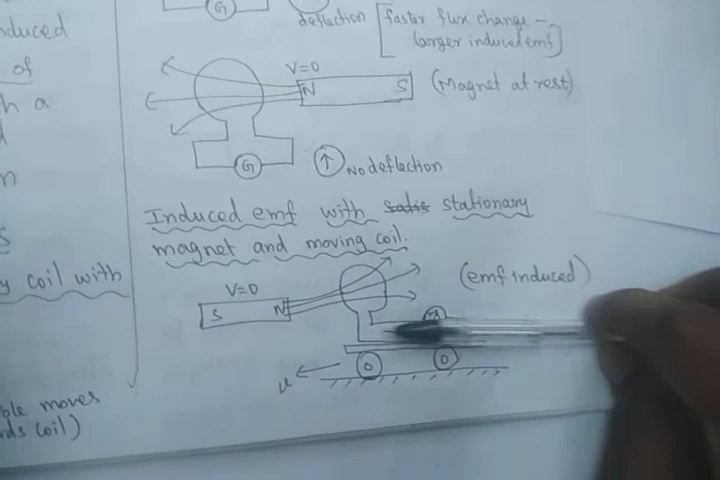 nduced
of
h a
n
s
y coil with
ole moves
rds coil)
G
deflection
[faster flux change -
larger induced emf]
V=0
N S
(Magnet at rest)
G
No deflection
Induced emf with stationary
magnet and moving coil:
V=0
S N
(emf induced)
v